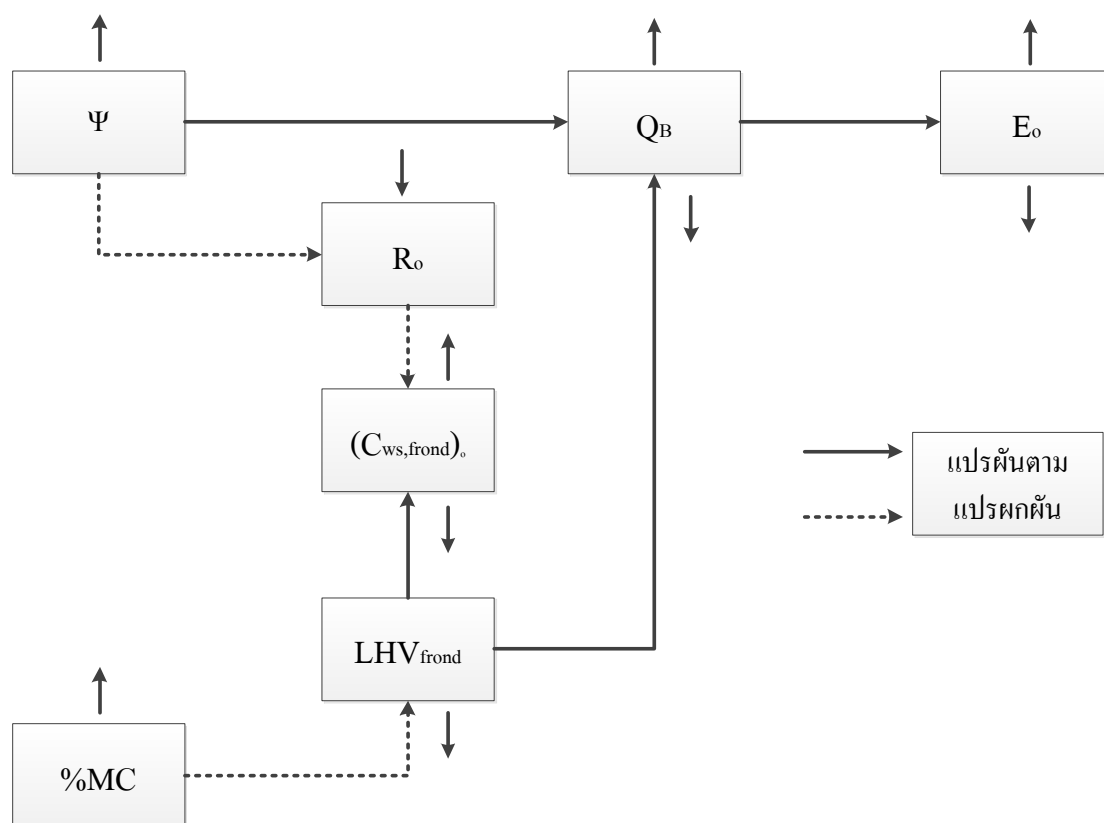 Ψ
QB
Eo
Ro
(Cws,frond)o
แปรผันตาม
แปรผกผัน
LHVfrond
%MC